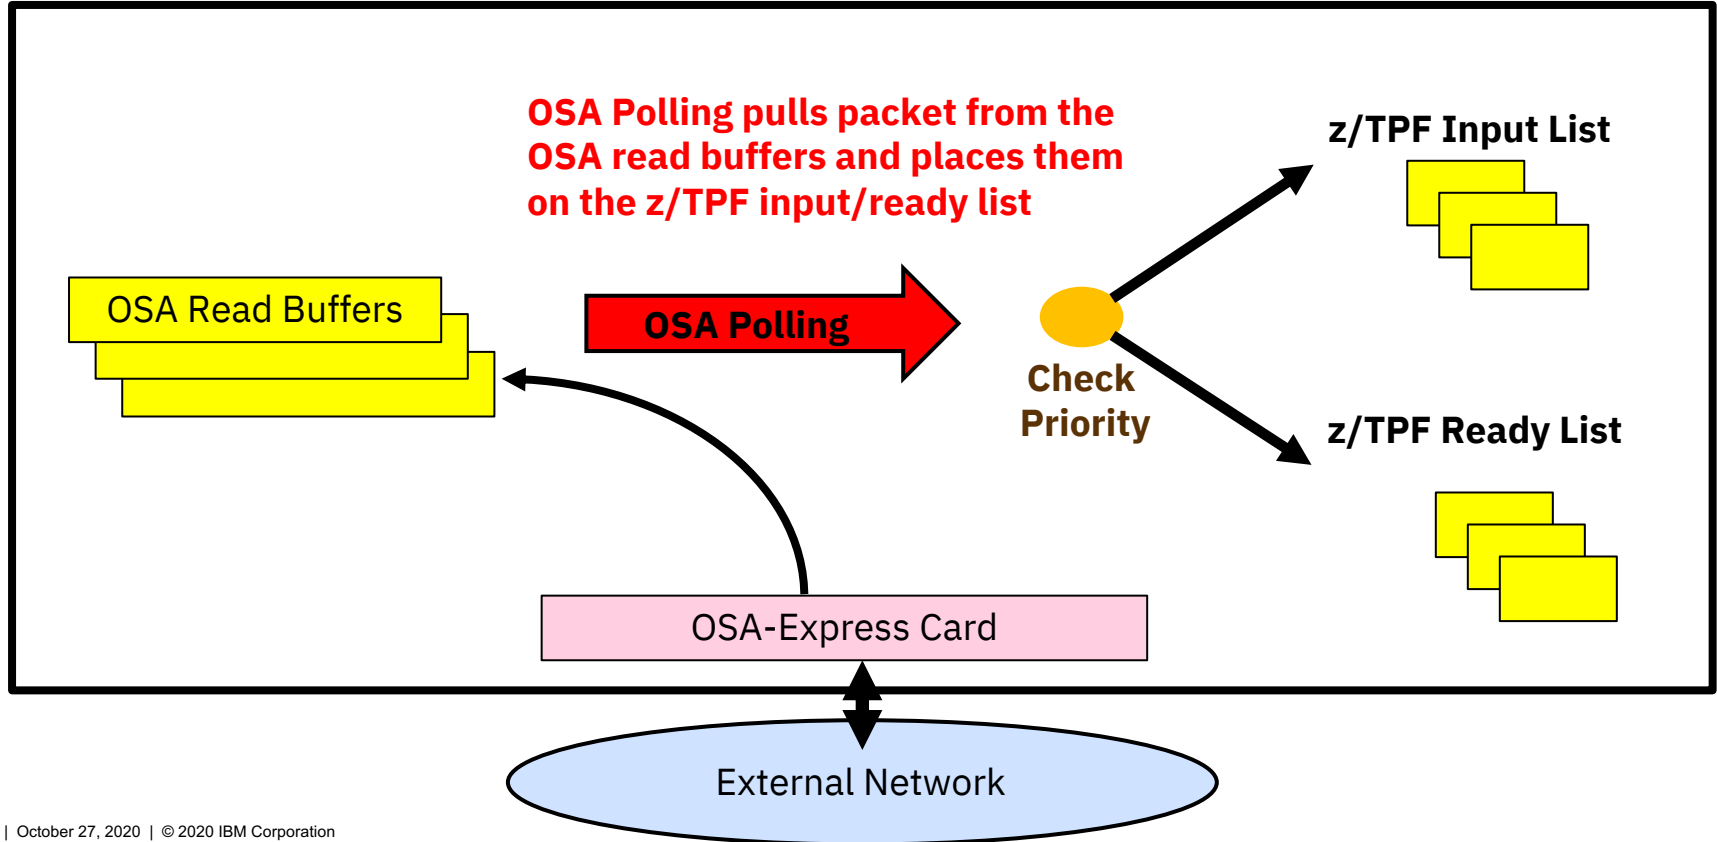 OSA Polling pulls packet from the
OSA read buffers and places them
on the z/TPF input/ready list
z/TPF Input List
OSA Read Buffers
OSA Polling
Check
Priority
z/TPF Ready List
OSA-Express Card
External Network
| October 27, 2020 | © 2020 IBM Corporation